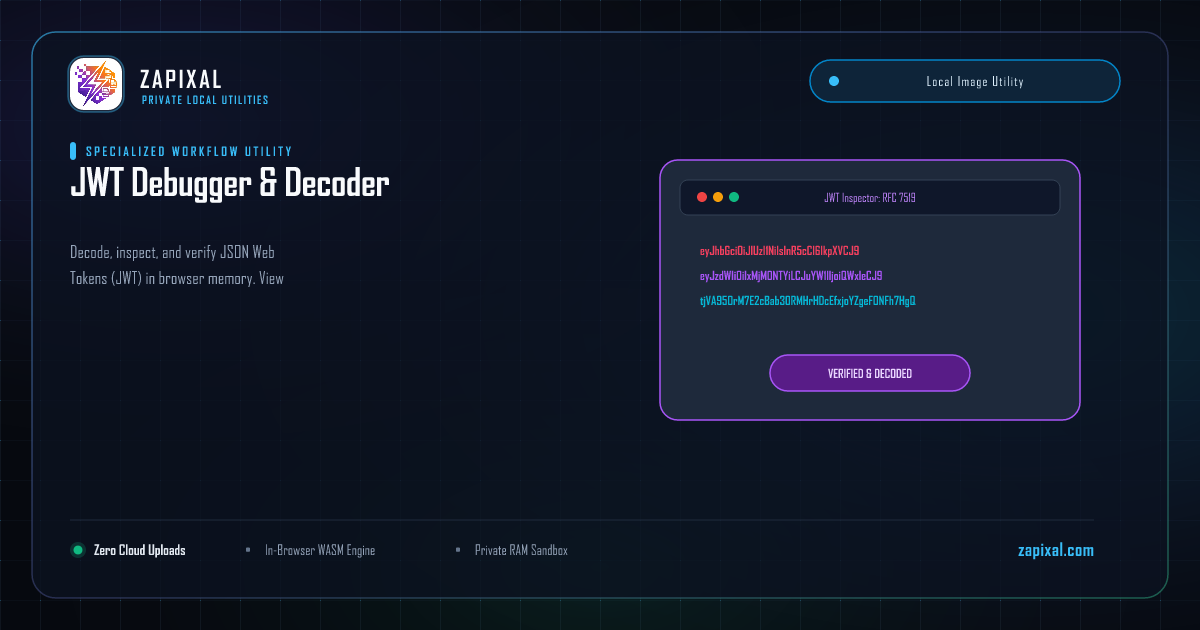 ZAPIXAL
PRIVATE LOCAL UTILITIES
Local Image Utility
SPECIALIZED WORKFLOW UTILITY
JWT Debugger & Decoder
Decode, inspect, and verify JSON Web
Tokens (JWT) in browser memory. View
JWT Inspector: RFC 7519
eyJhbGciOiJIUzI1NiIsInR5cCI6IkpXVCJ9
eyJzdWIiOiIxMjM0NTYiLCJuYW1lIjoiQWxleCJ9
tjVA95OrM7E2cBab30RMHrHDcEfxjoYZgeFONFh7HgQ
VERIFIED & DECODED
Zero Cloud Uploads
In-Browser WASM Engine
Private RAM Sandbox
zapixal.com